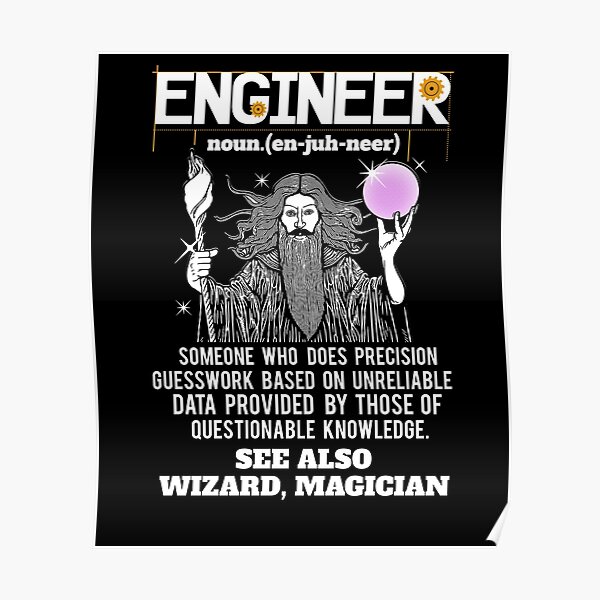 ENGINEER
noun.(en-juh-neer)
SOMEONE WHO DOES PRECISION
GUESSWORK BASED ON UNRELIABLE
DATA PROVIDED BY THOSE OF
QUESTIONABLE KNOWLEDGE.
SEE ALSO
WIZARD, MAGICIAN